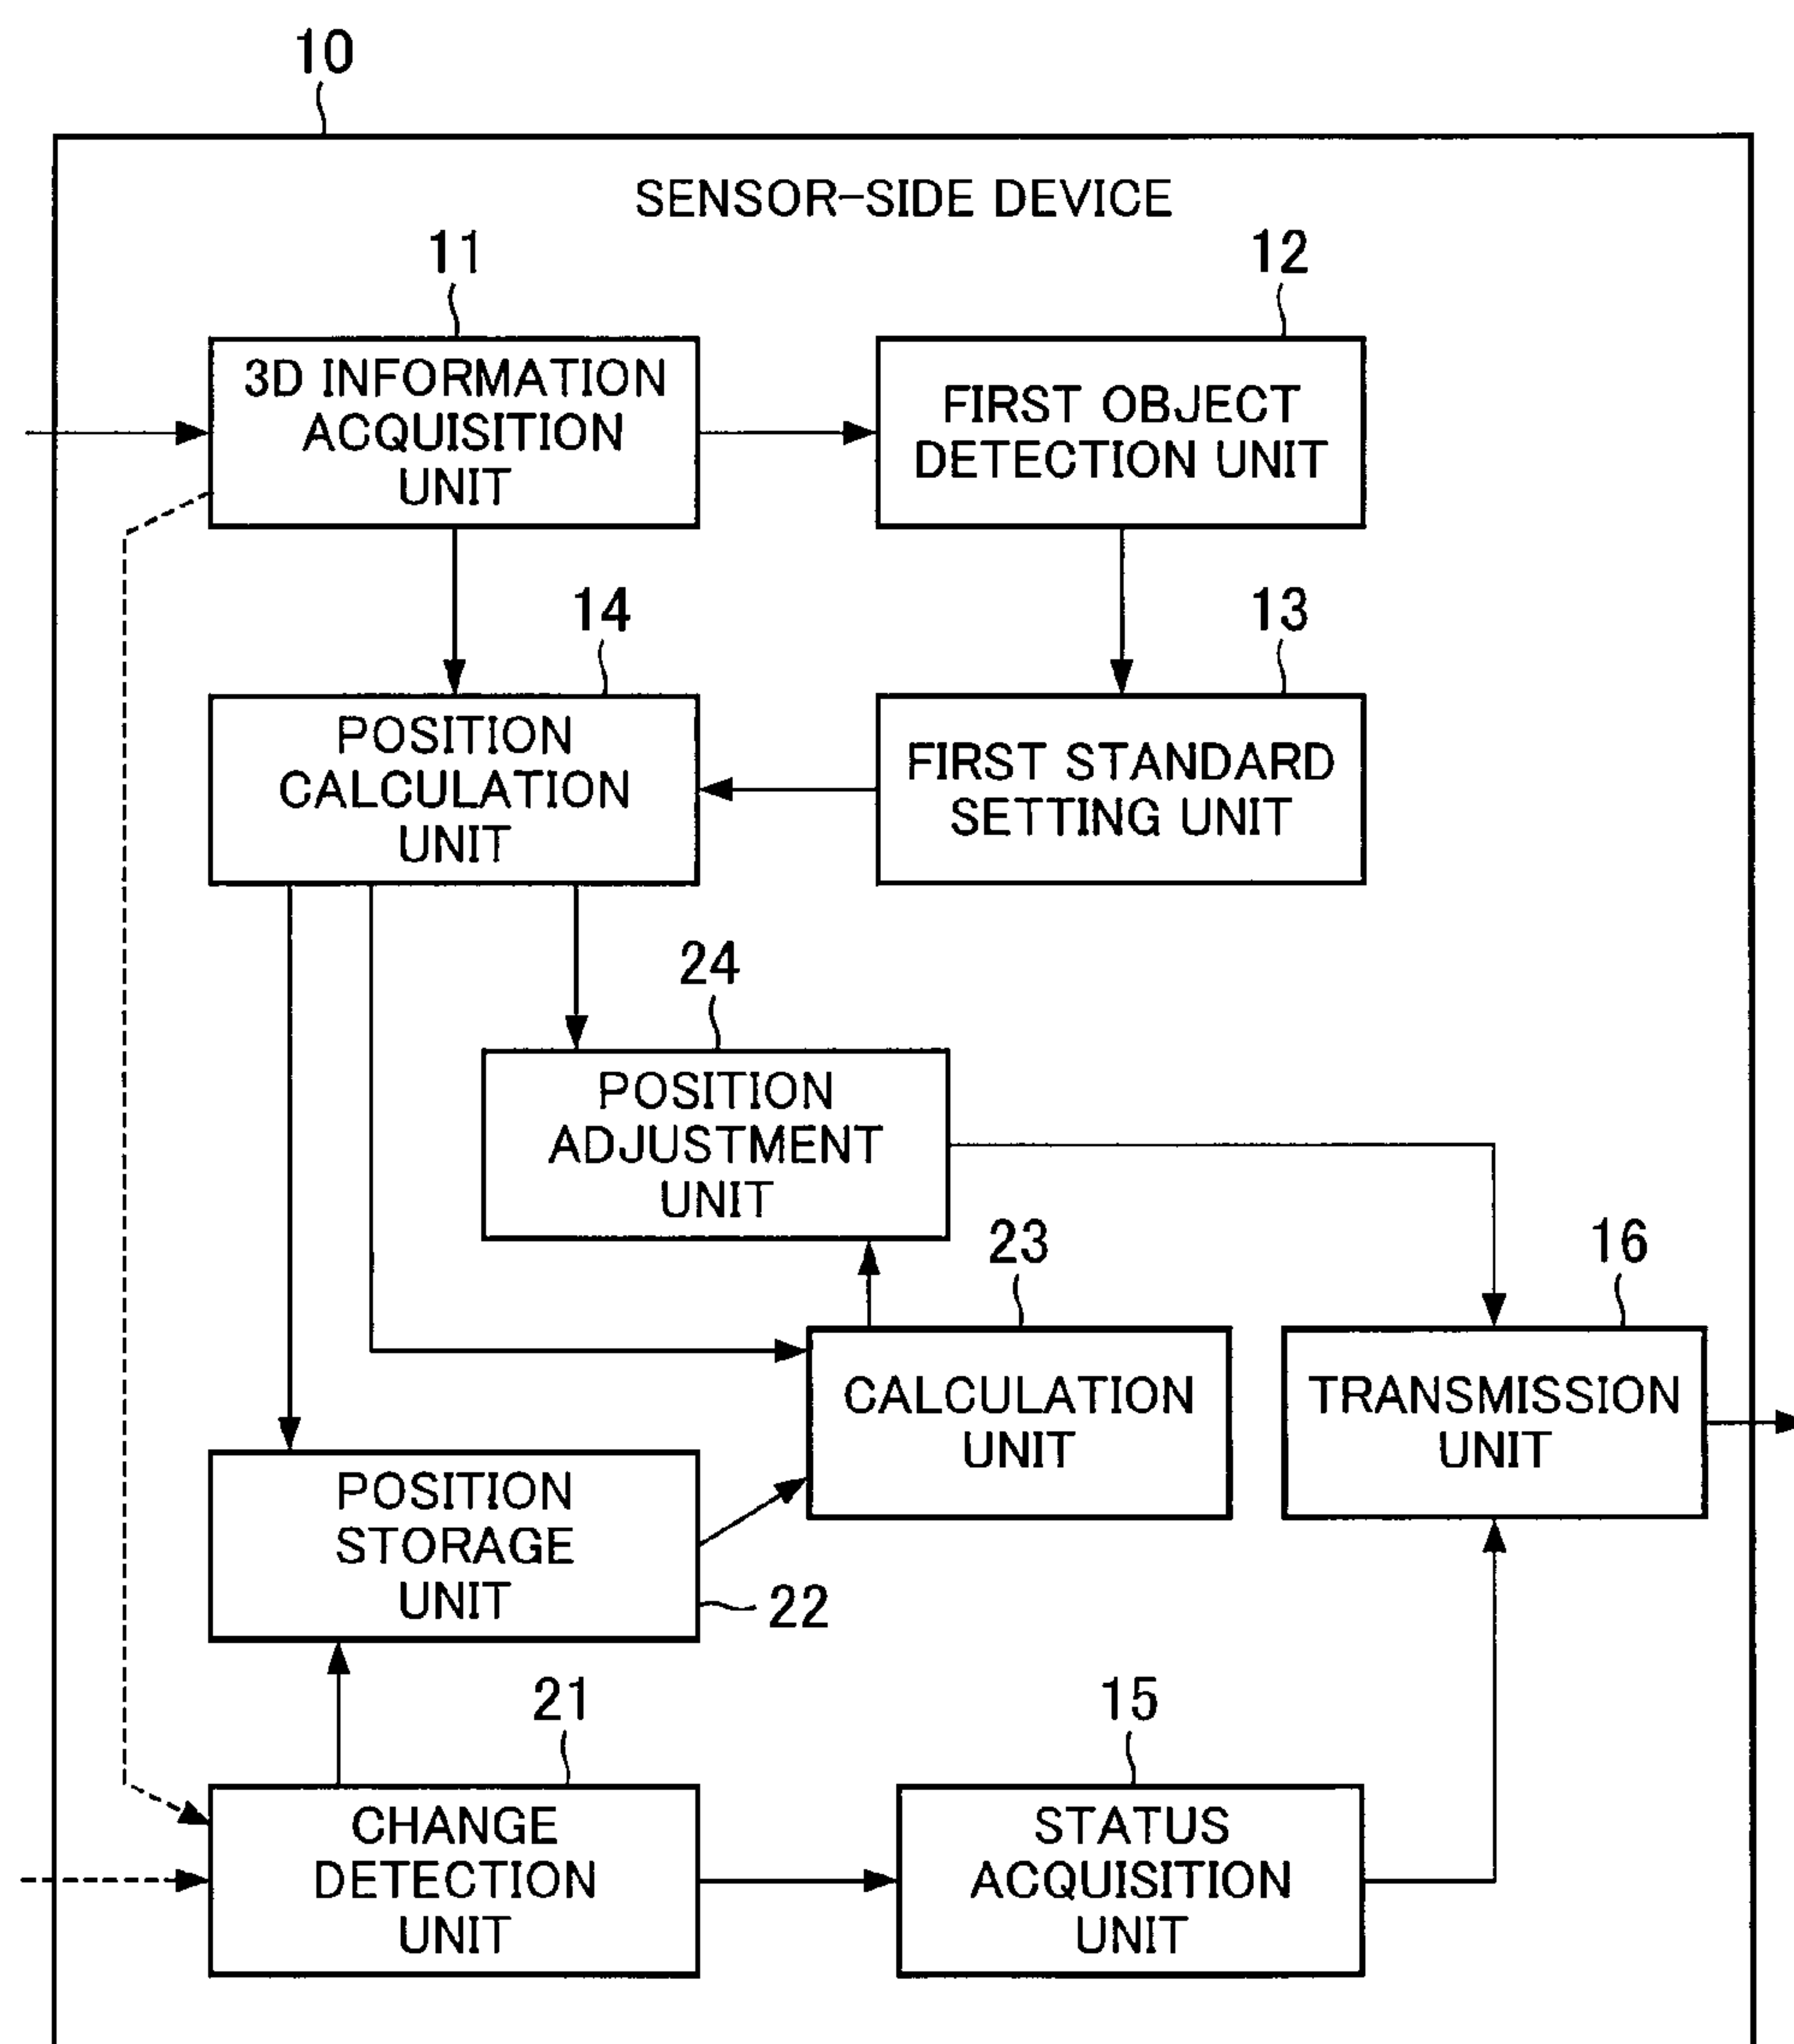 10
SENSOR-SIDE DEVICE
11
12
3D INFORMATION
ACQUISITION
UNIT
FIRST OBJECT
DETECTION UNIT
14
13
POSITION
CALCULATION
UNIT
FIRST STANDARD
SETTING UNIT
24
POSITION
ADJUSTMENT
UNIT
23
16
CALCULATION
UNIT
TRANSMISSION
UNIT
POSITION
STORAGE
UNIT
22
21
15
CHANGE
DETECTION
UNIT
STATUS
ACQUISITION
UNIT